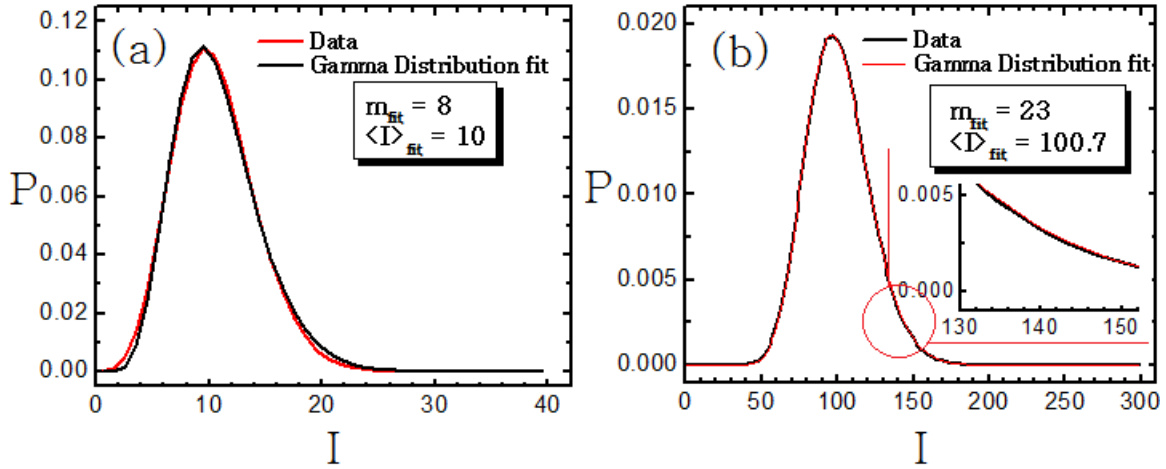 (a)
Data
Gamma Distribution fit
m_fit = 8
<I>_fit = 10
P
0.12
0.10
0.08
0.06
0.04
0.02
0.00
0
10
20
30
40
I
(b)
Data
Gamma Distribution fit
m_fit = 23
<I>_fit = 100.7
P
0.020
0.015
0.010
0.005
0.000
0
50
100
150
200
250
300
I
0.005
0.000
130
140
150